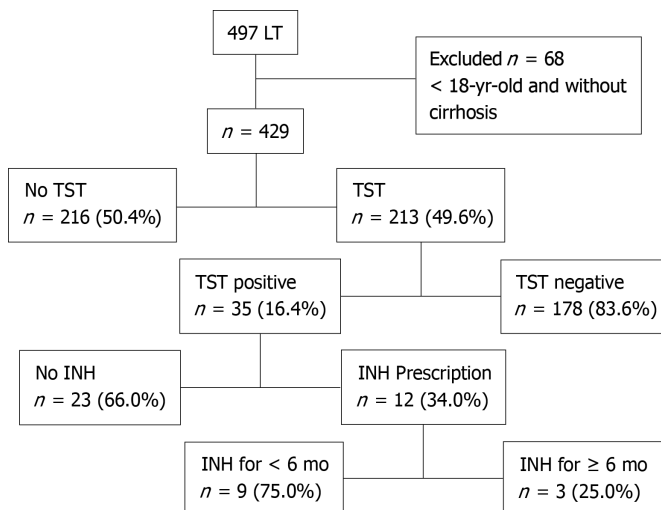 497 LT
Excluded n = 68
< 18-yr-old and without
cirrhosis
n = 429
No TST
n = 216 (50.4%)
TST
n = 213 (49.6%)
TST positive
n = 35 (16.4%)
TST negative
n = 178 (83.6%)
No INH
n = 23 (66.0%)
INH Prescription
n = 12 (34.0%)
INH for < 6 mo
n = 9 (75.0%)
INH for ≥ 6 mo
n = 3 (25.0%)